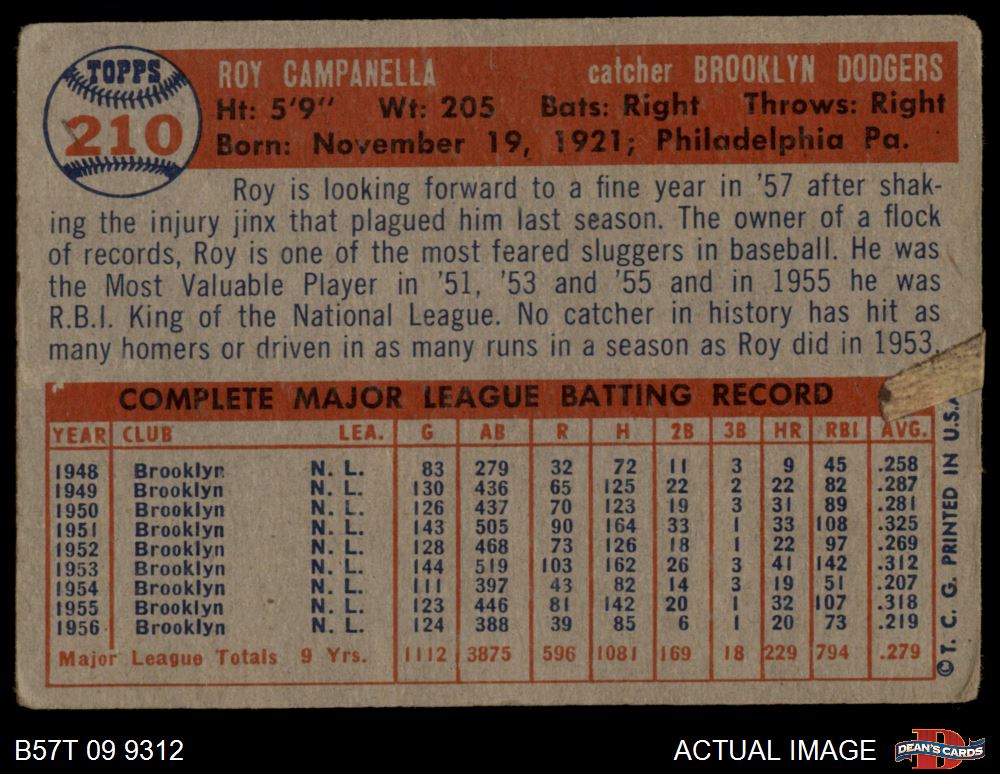 TOPPS
210
ROY CAMPANELLA catcher BROOKLYN DODGERS
Ht: 5'9" Wt: 205 Bats: Right Throws: Right
Born: November 19, 1921; Philadelphia Pa.
Roy is looking forward to a fine year in '57 after shak-
ing the injury jinx that plagued him last season. The owner of a flock
of records, Roy is one of the most feared sluggers in baseball. He was
the Most Valuable Player in '51, '53 and '55 and in 1955 he was
R.B.I. King of the National League. No catcher in history has hit as
many homers or driven in as many runs in a season as Roy did in 1953.
COMPLETE MAJOR LEAGUE BATTING RECORD
YEAR CLUB LEA. G AB R H 2B 3B HR RBI AVG.
1948 Brooklyn N. L. 83 279 32 72 11 3 9 45 .258
1949 Brooklyn N. L. 130 436 65 125 22 2 22 82 .287
1950 Brooklyn N. L. 126 437 70 123 19 3 31 89 .281
1951 Brooklyn N. L. 143 505 90 164 33 1 33 108 .325
1952 Brooklyn N. L. 128 468 73 126 18 1 22 97 .269
1953 Brooklyn N. L. 144 519 103 162 26 3 41 142 .312
1954 Brooklyn N. L. 111 397 43 82 14 3 19 51 .207
1955 Brooklyn N. L. 123 446 81 142 20 1 32 107 .318
1956 Brooklyn N. L. 124 388 39 85 6 1 20 73 .219
Major League Totals 9 Yrs. 1112 3875 596 1081 169 18 229 794 .279
© T. C. G. PRINTED IN U.S.A
B57T 09 9312
ACTUAL IMAGE
DEAN'S CARDS